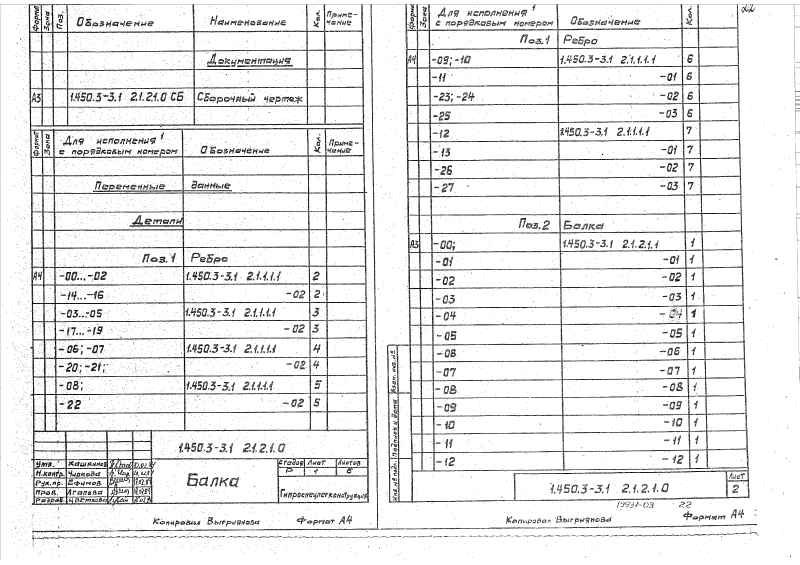 Формат Зона Поз. Обозначение Наименование Кол. Примечание
Документация
А3 1.450.3-3.1 2.1.2.1.0 СБ Сборочный чертеж
Формат Зона Для исполнения¹ с порядковым номером Обозначение Кол. Примечание
Переменные данные
Детали
Поз.1 Ребро
А4 -00...-02 1.450.3-3.1 2.1.1.1.1 2
-14...-16 -02 2
-03...-05 1.450.3-3.1 2.1.1.1.1 3
-17...-19 -02 3
-06; -07 1.450.3-3.1 2.1.1.1.1 4
-20; -21; -02 4
-08; 1.450.3-3.1 2.1.1.1.1 5
-22 -02 5
1.450.3-3.1 2.1.2.1.0
Утв. Кашкинов
Н.контр. Чиркова
Рук.пр. Ефимов
Пров. Агапова
Разраб. Цветкова
Балка
Стадия Лист Листов
Р 1 6
Гипроспецлегконструкция
Копировал Выгриянова Формат А4
22
Формат Для исполнения¹ с порядковым номером Обозначение Кол.
Поз.1 Ребро
А4 -09; -10 1.450.3-3.1 2.1.1.1.1 6
-11 -01 6
-23; -24 -02 6
-25 -03 6
-12 1.450.3-3.1 2.1.1.1.1 7
-13 -01 7
-26 -02 7
-27 -03 7
Поз.2 Балка
А3 -00; 1.450.3-3.1 2.1.2.1.1 1
-01 -01 1
-02 -02 1
-03 -03 1
-04 -04 1
-05 -05 1
-06 -06 1
-07 -07 1
-08 -08 1
-09 -09 1
-10 -10 1
-11 -11 1
-12 -12 1
Инв.№ подл. Подпись и дата Взам.инв.№
1.450.3-3.1 2.1.2.1.0
Лист
2
19931-03 22
Копировал Выгриянова Формат А4